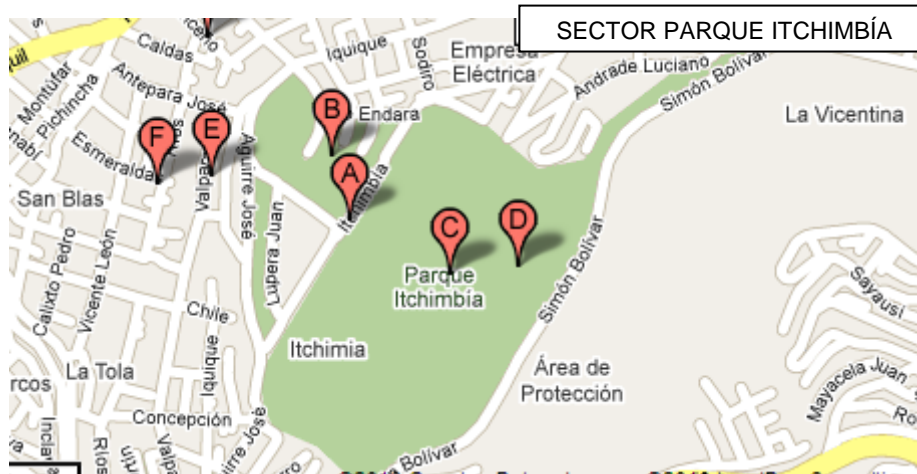 SECTOR PARQUE ITCHIMBÍA
Caldas
Iquique
Sodiro
Empresa
Eléctrica
Andrade Luciano
Simón Bolívar
Montufar
Pichincha
Antepara José
B
Endara
La Vicentina
F
E
Esmeraldas
Aguirre José
A
Itchimbía
San Blas
Ludeara Juan
C
D
Parque
Itchimbía
Simón Bolívar
Calixto Pedro
Vicente León
Chile
Iquique
Itchimia
Sayausí
La Tola
Área de
Protección
Mayacela Juan
Concepción
Bolívar